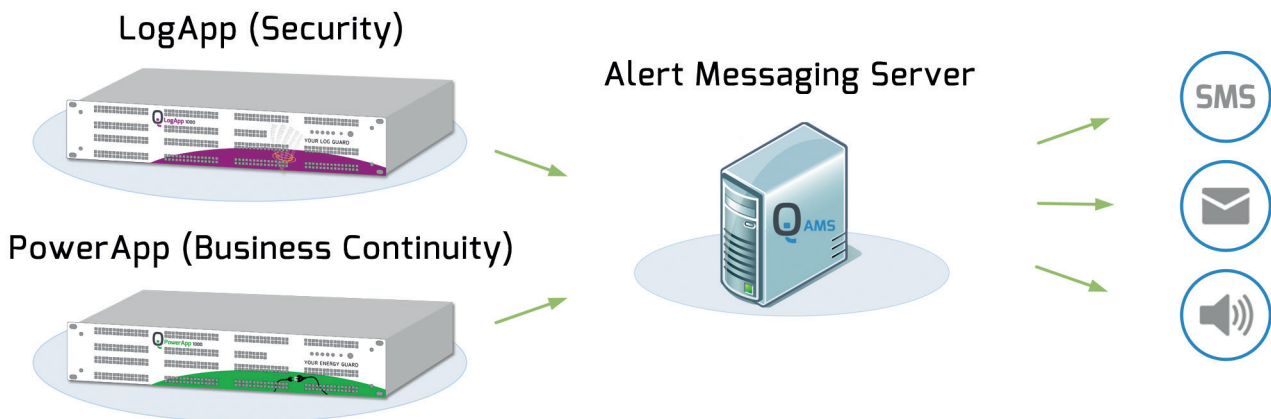 LogApp (Security)
Q LogApp 1000
YOUR LOG GUARD
PowerApp (Business Continuity)
Q PowerApp 1000
YOUR ENERGY GUARD
Alert Messaging Server
Q AMS
SMS